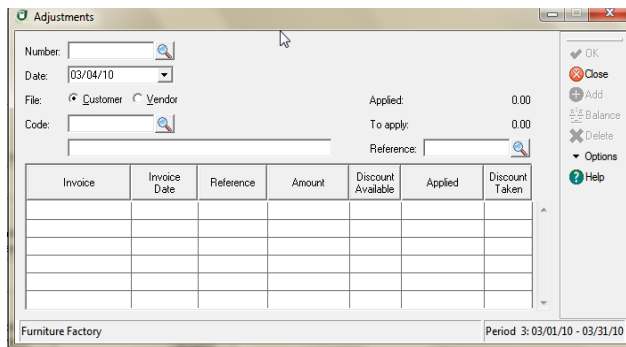 Adjustments
Number:
OK
Date: 03/04/10
Close
File: Customer Vendor
Applied: 0.00
Add
Code:
To apply: 0.00
Balance
Reference:
Delete
Options
Help
Invoice Invoice Date Reference Amount Discount Available Applied Discount Taken
Furniture Factory
Period 3: 03/01/10 - 03/31/10